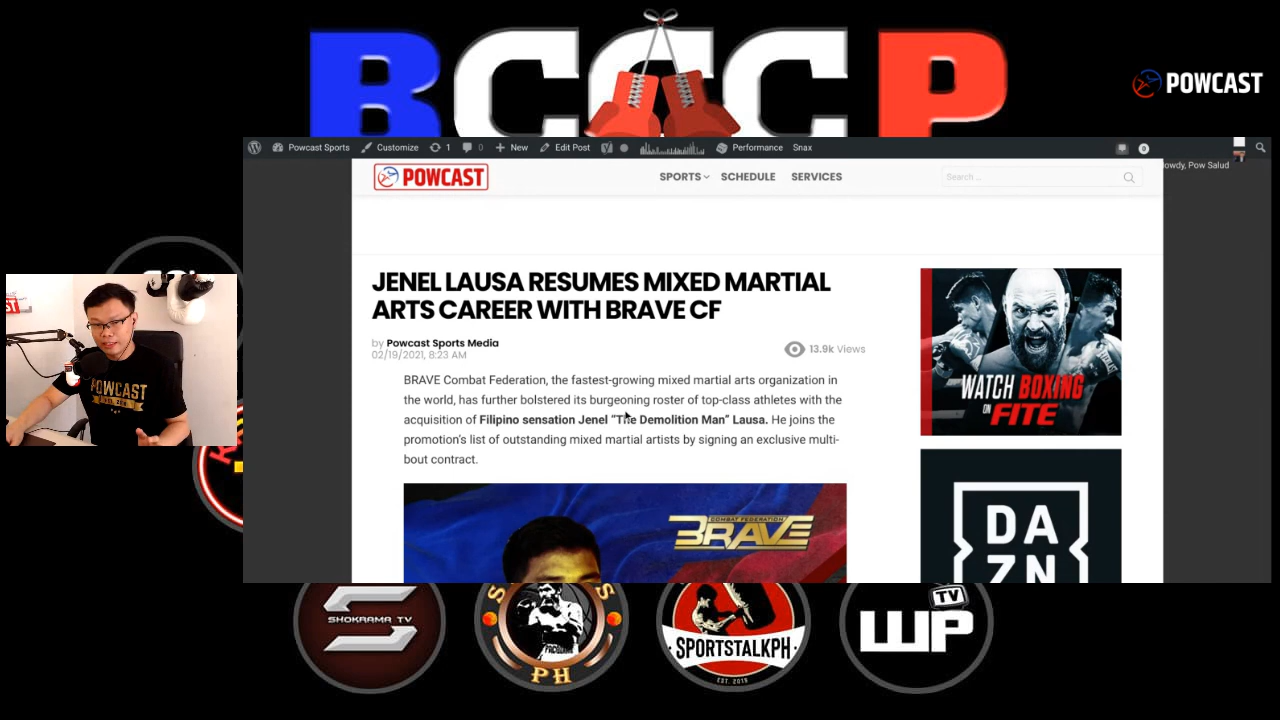 BCCCP
POWCAST
Powcast Sports
Customize
1
0
New
Edit Post
Performance
Snax
0
owdy, Pow Salud
POWCAST
SPORTS
SCHEDULE
SERVICES
Search ...
JENEL LAUSA RESUMES MIXED MARTIAL
ARTS CAREER WITH BRAVE CF
by Powcast Sports Media
02/19/2021, 8:23 AM
13.9k Views
BRAVE Combat Federation, the fastest-growing mixed martial arts organization in
the world, has further bolstered its burgeoning roster of top-class athletes with the
acquisition of Filipino sensation Jenel “The Demolition Man” Lausa. He joins the
promotion’s list of outstanding mixed martial artists by signing an exclusive multi-
bout contract.
COMBAT FEDERATION
BRAVE
WATCH BOXING
ON FITE
DA
ZN
POWCAST
SHOKRAMA TV
PH
SPORTSTALKPH
EST. 2019
WP
TV